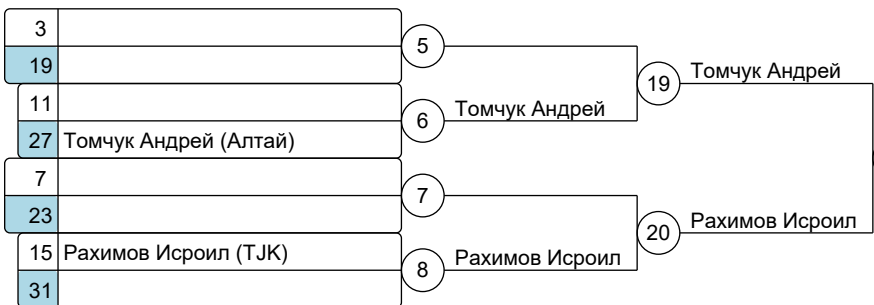 3
19
5
11
27 Томчук Андрей (Алтай)
6 Томчук Андрей
19 Томчук Андрей
7
23
7
15 Рахимов Исроил (TJK)
31
8 Рахимов Исроил
20 Рахимов Исроил